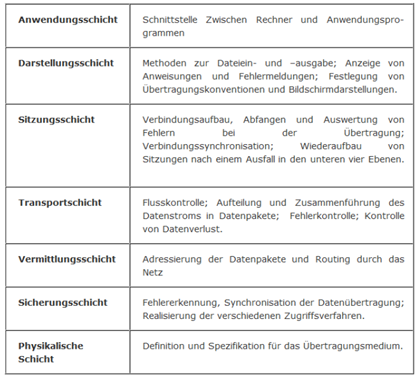 Anwendungsschicht
Schnittstelle Zwischen Rechner und Anwendungspro-
grammen
Darstellungsschicht
Methoden zur Dateiein- und –ausgabe; Anzeige von
Anweisungen und Fehlermeldungen; Festlegung von
Übertragungskonventionen und Bildschirmdarstellungen.
Sitzungsschicht
Verbindungsaufbau, Abfangen und Auswertung von
Fehlern bei der Übertragung;
Verbindungssynchronisation; Wiederaufbau von
Sitzungen nach einem Ausfall in den unteren vier Ebenen.
Transportschicht
Flusskontrolle; Aufteilung und Zusammenführung des
Datenstroms in Datenpakete; Fehlerkontrolle; Kontrolle
von Datenverlust.
Vermittlungsschicht
Adressierung der Datenpakete und Routing durch das
Netz
Sicherungsschicht
Fehlererkennung, Synchronisation der Datenübertragung;
Realisierung der verschiedenen Zugriffsverfahren.
Physikalische
Schicht
Definition und Spezifikation für das Übertragungsmedium.